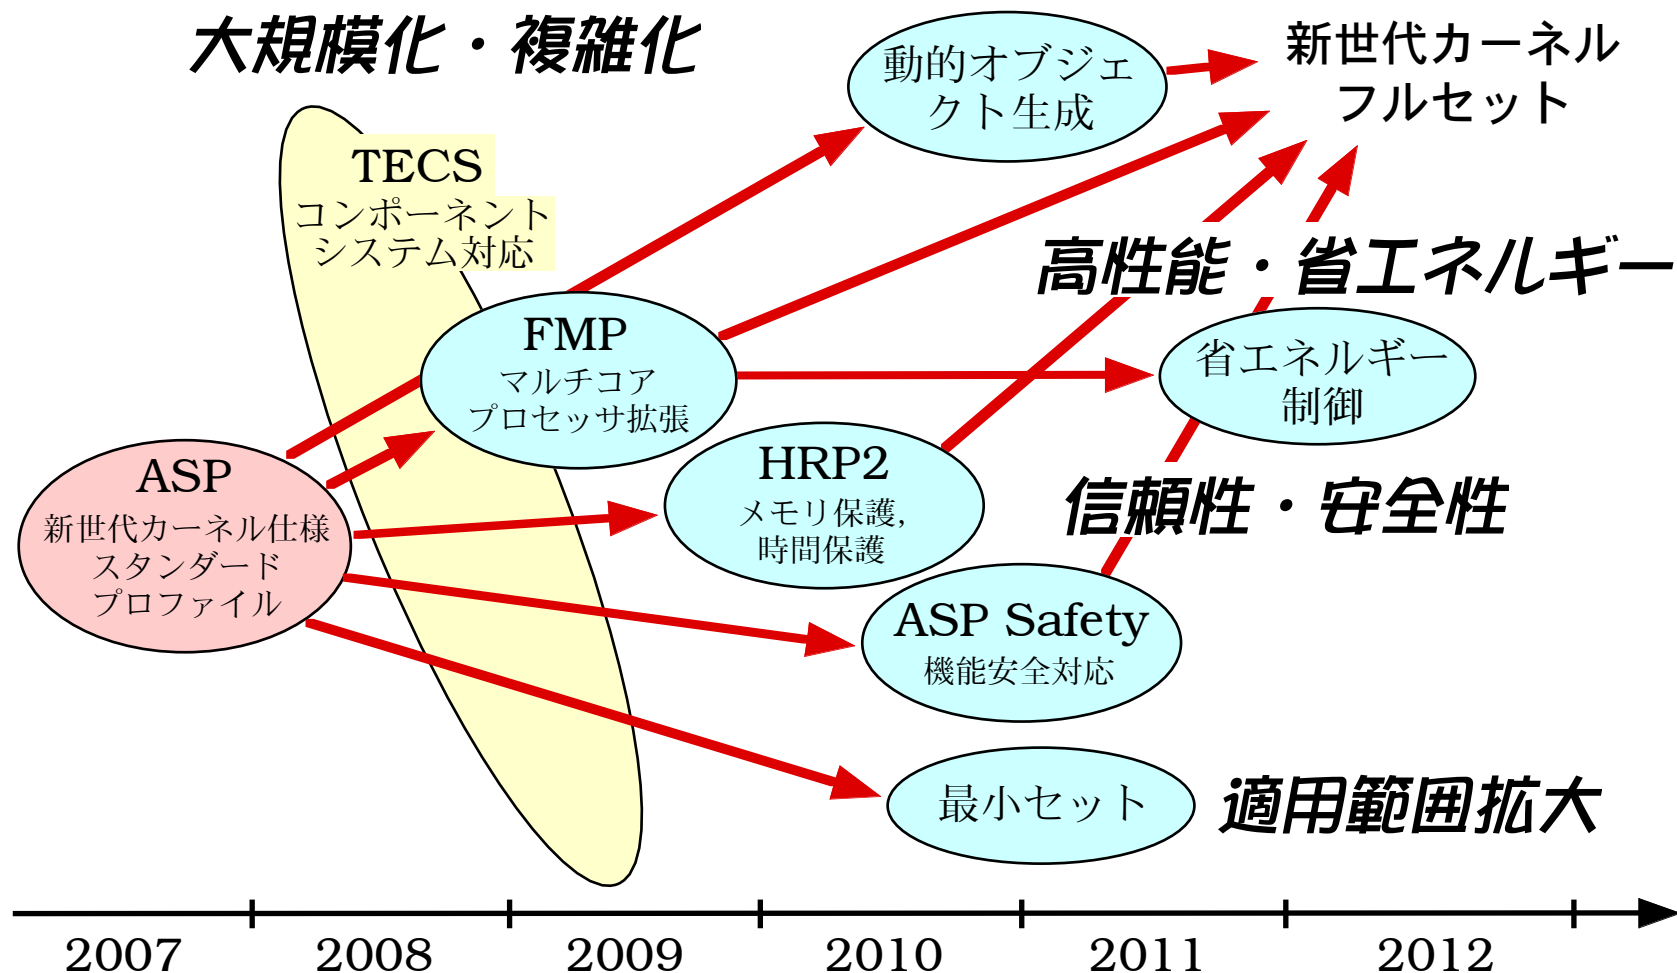 大規模化・複雑化
動的オブジェ
クト生成
新世代カーネル
フルセット
TECS
コンポーネント
システム対応
高性能・省エネルギー
FMP
マルチコア
プロセッサ拡張
省エネルギー
制御
ASP
新世代カーネル仕様
スタンダード
プロファイル
HRP2
メモリ保護,
時間保護
信頼性・安全性
ASP Safety
機能安全対応
最小セット
適用範囲拡大
2007 2008 2009 2010 2011 2012